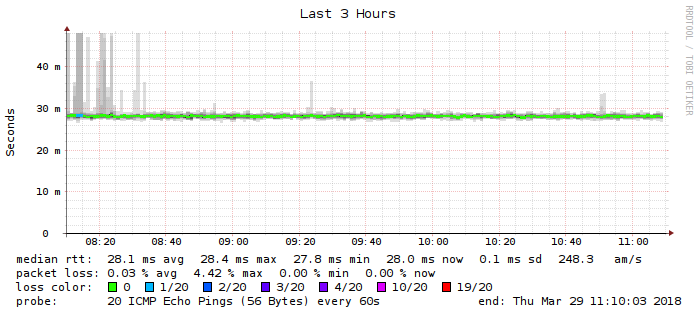 Last 3 Hours
RRDTOOL / TOBI OETIKER
Seconds
40 m
30 m
20 m
10 m
0
08:20 08:40 09:00 09:20 09:40 10:00 10:20 10:40 11:00
median rtt: 28.1 ms avg 28.4 ms max 27.8 ms min 28.0 ms now 0.1 ms sd 248.3 am/s
packet loss: 0.03 % avg 4.42 % max 0.00 % min 0.00 % now
loss color: 0 1/20 2/20 3/20 4/20 10/20 19/20
probe: 20 ICMP Echo Pings (56 Bytes) every 60s end: Thu Mar 29 11:10:03 2018